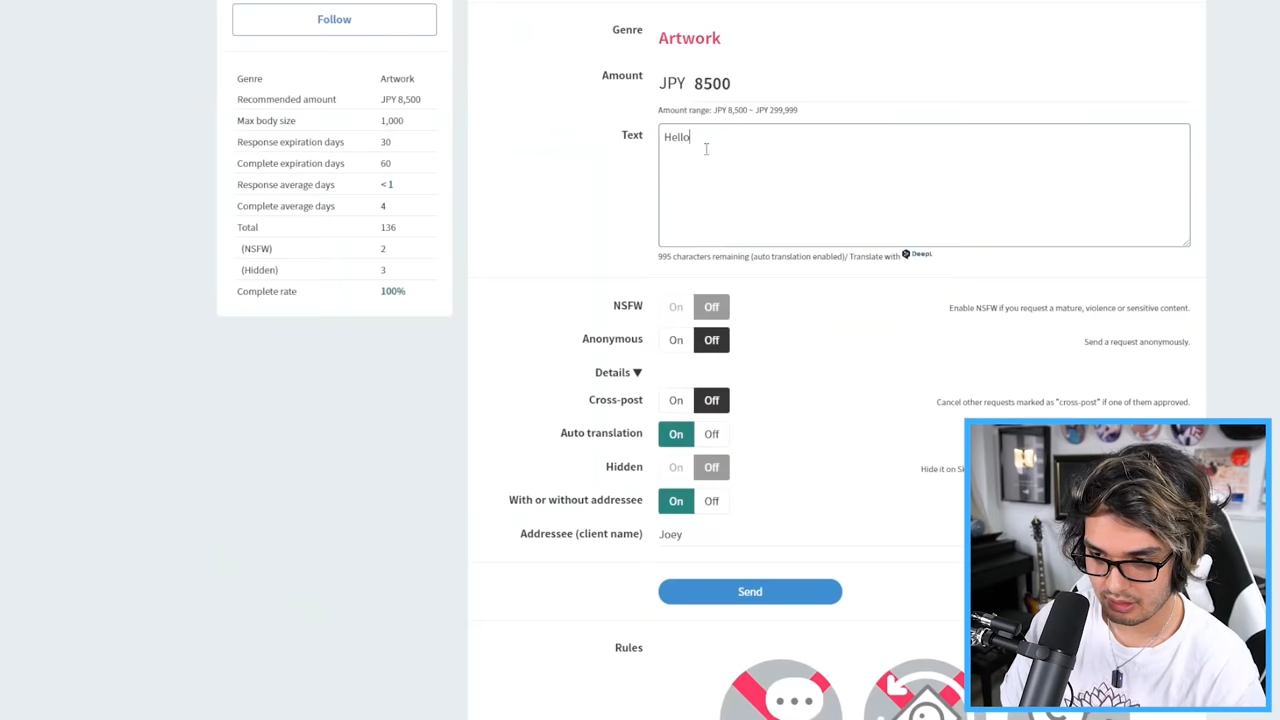 Follow
Genre Artwork
Recommended amount JPY 8,500
Max body size 1,000
Response expiration days 30
Complete expiration days 60
Response average days < 1
Complete average days 4
Total 136
(NSFW) 2
(Hidden) 3
Complete rate 100%
Genre Artwork
Amount JPY 8500
Amount range: JPY 8,500 ~ JPY 299,999
Text Hello
995 characters remaining (auto translation enabled)/ Translate with DeepL
NSFW On Off Enable NSFW if you request a mature, violence or sensitive content.
Anonymous On Off Send a request anonymously.
Details ▼
Cross-post On Off Cancel other requests marked as "cross-post" if one of them approved.
Auto translation On Off
Hidden On Off Hide it on
With or without addressee On Off
Addressee (client name) Joey
Send
Rules